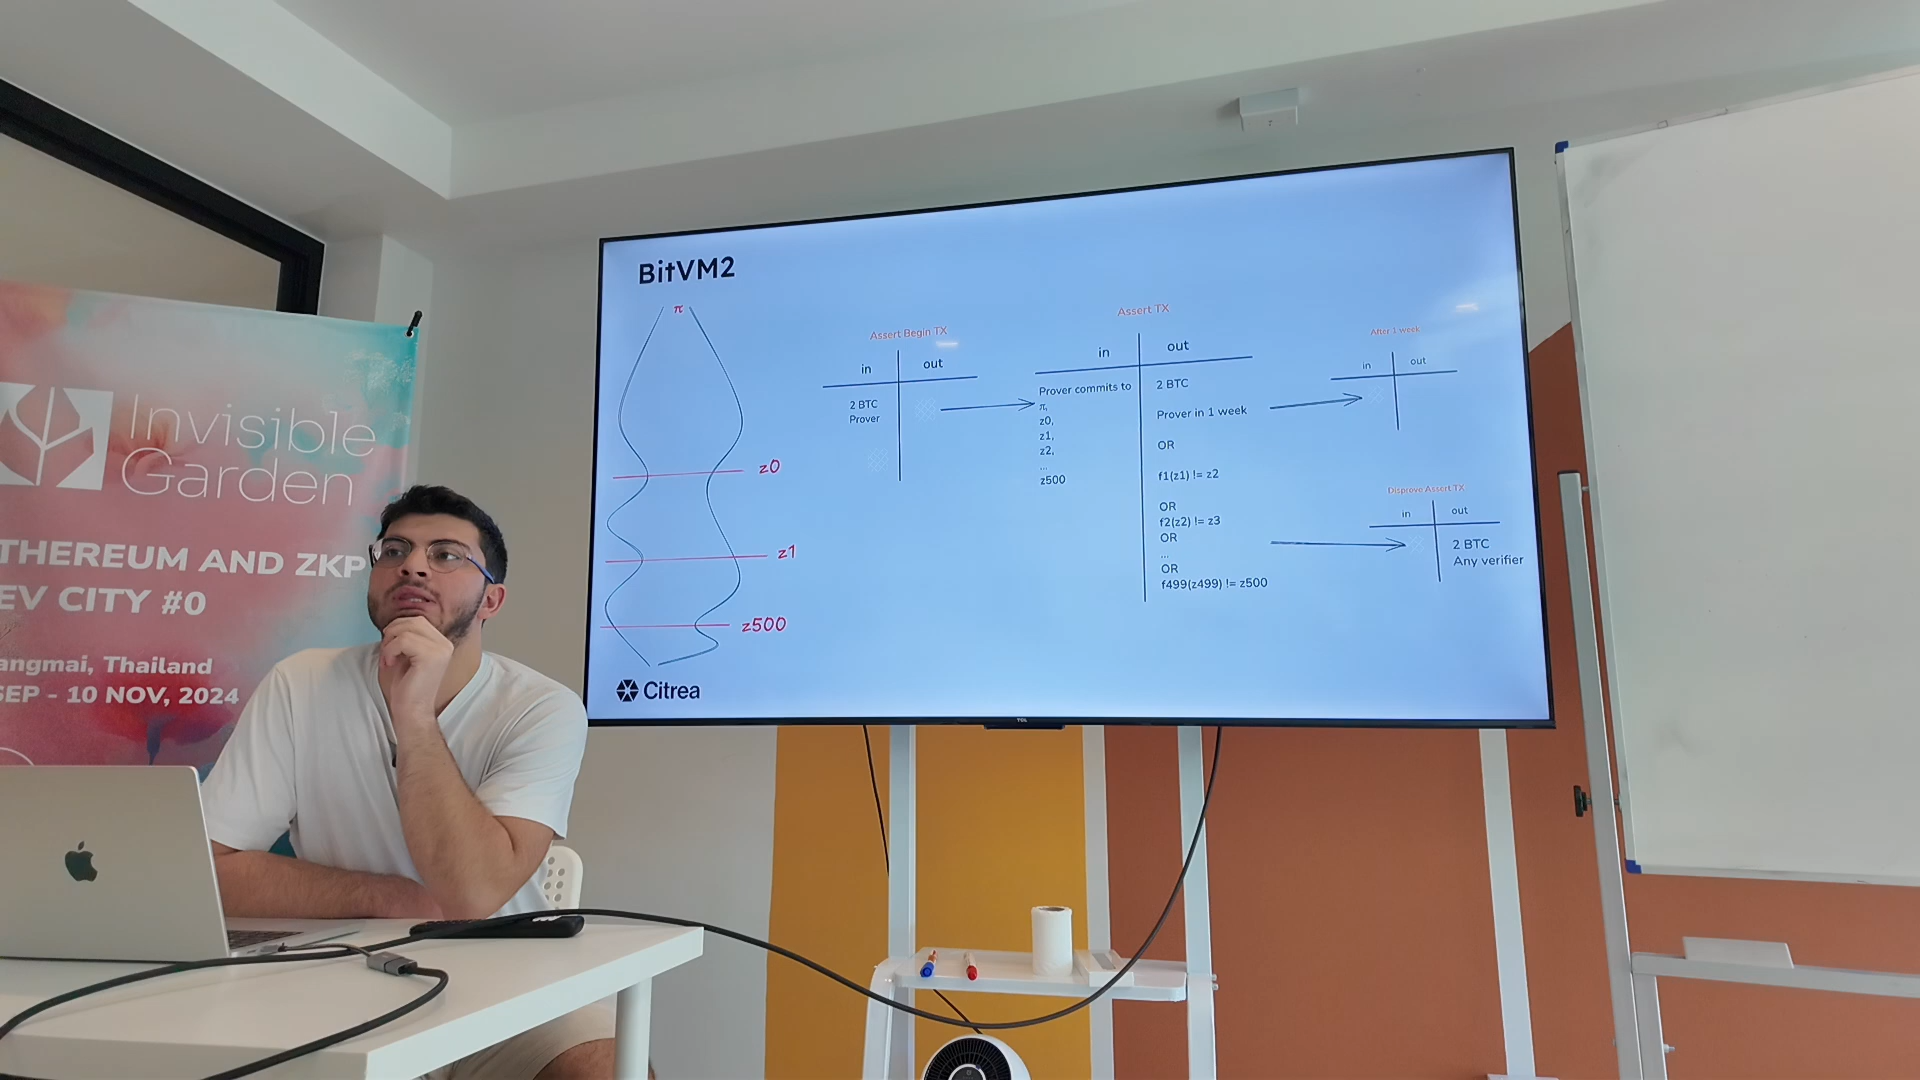 Invisible
Garden
THEREUM AND ZKP
EV CITY #0
angmai, Thailand
SEP - 10 NOV, 2024
BitVM2
π
z0
z1
z500
Citrea
Assert Begin TX
in
out
2 BTC
Prover
Assert TX
in
out
Prover commits to
π,
z0,
z1,
z2,
...
z500
2 BTC
Prover in 1 week
OR
f1(z1) != z2
OR
f2(z2) != z3
OR
...
OR
f499(z499) != z500
After 1 week
in
out
Disprove Assert TX
in
out
2 BTC
Any verifier
TCL